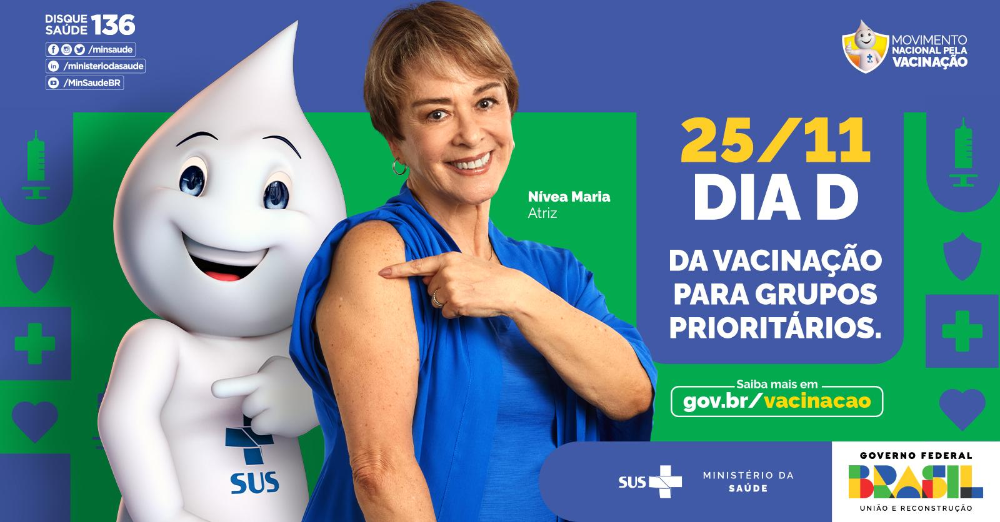 DISQUE
SAÚDE 136
/minsaude
in /ministeriodasaude
/MinSaudeBR
MOVIMENTO
NACIONAL PELA
VACINAÇÃO
SUS
25/11
DIA D
Nívea Maria
Atriz
DA VACINAÇÃO
PARA GRUPOS
PRIORITÁRIOS.
Saiba mais em
gov.br/vacinacao
SUS
SUS
MINISTÉRIO DA
SAÚDE
GOVERNO FEDERAL
BRASIL
UNIÃO E RECONSTRUÇÃO